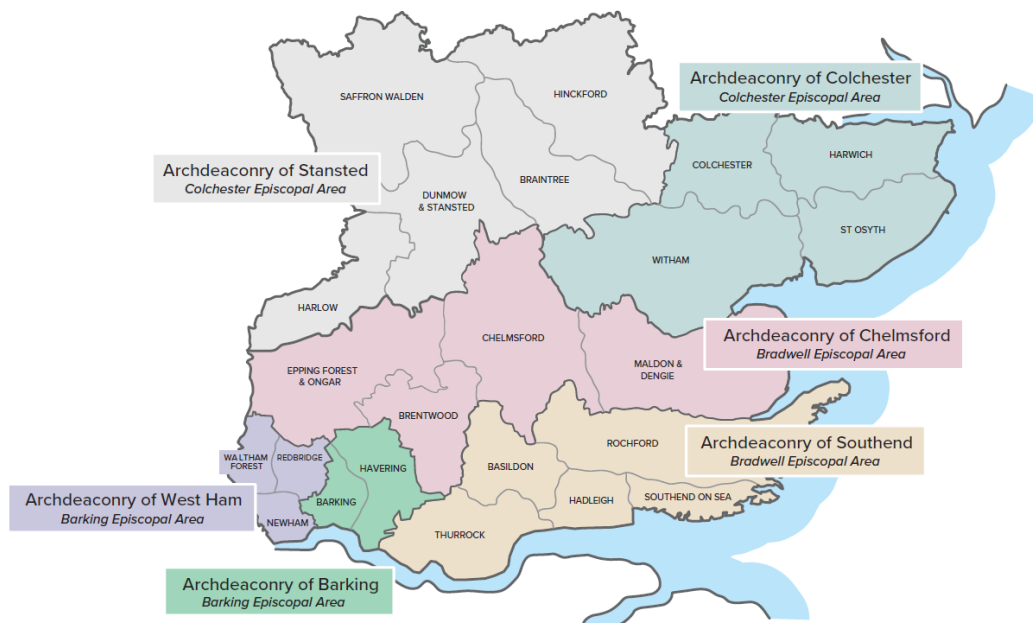 Archdeaconry of Colchester
Colchester Episcopal Area
SAFFRON WALDEN
HINCKFORD
COLCHESTER
HARWICH
Archdeaconry of Stansted
Colchester Episcopal Area
BRAINTREE
DUNMOW
& STANSTED
ST OSYTH
WITHAM
HARLOW
Archdeaconry of Chelmsford
Bradwell Episcopal Area
CHELMSFORD
MALDON &
DENGIE
EPPING FOREST
& ONGAR
BRENTWOOD
ROCHFORD
Archdeaconry of Southend
Bradwell Episcopal Area
WALTHAM
FOREST
REDBRIDGE
HAVERING
BASILDON
Archdeaconry of West Ham
Barking Episcopal Area
BARKING
HADLEIGH
SOUTHEND ON SEA
NEWHAM
THURROCK
Archdeaconry of Barking
Barking Episcopal Area